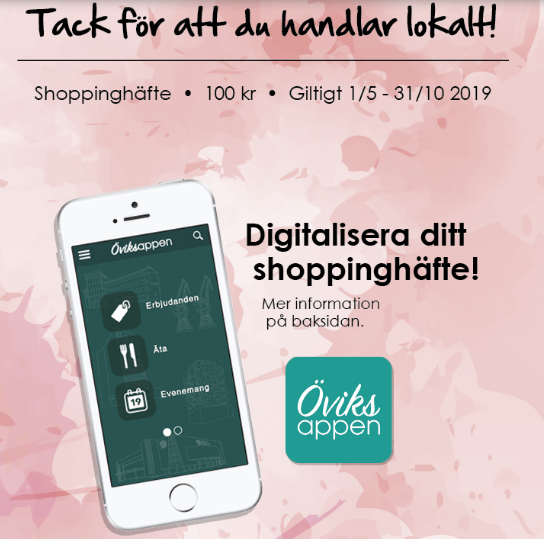 Tack för att du handlar lokalt!
Shoppinghäfte • 100 kr • Giltigt 1/5 - 31/10 2019
Öviksappen
Erbjudanden
Äta
19
Evenemang
Digitalisera ditt
shoppinghäfte!
Mer information
på baksidan.
Öviks
appen